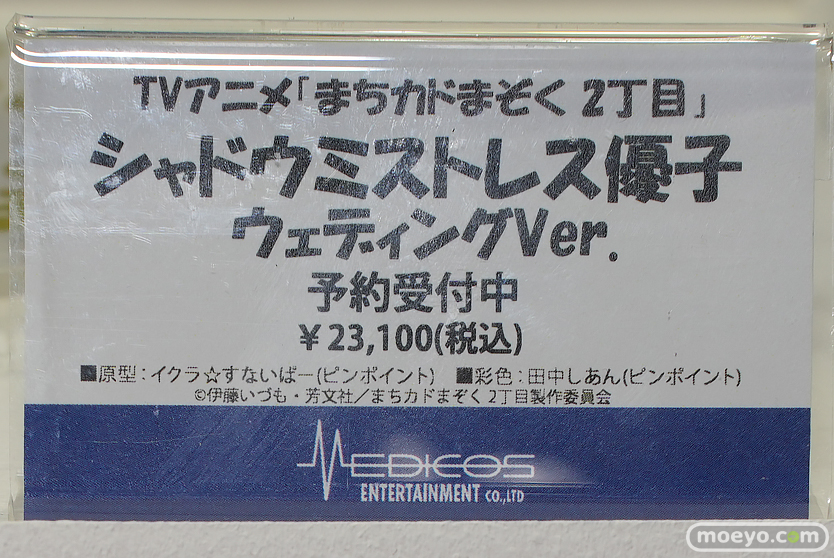 TVアニメ「まちカドまぞく 2丁目」
シャドウミストレス優子
ウェディングVer.
予約受付中
￥23,100(税込)
■原型：イクラ☆すないぱー(ピンポイント)　■彩色：田中しあん(ピンポイント)
©伊藤いづも・芳文社／まちカドまぞく 2丁目製作委員会
MEDICOS
ENTERTAINMENT CO.,LTD
moeyo.com